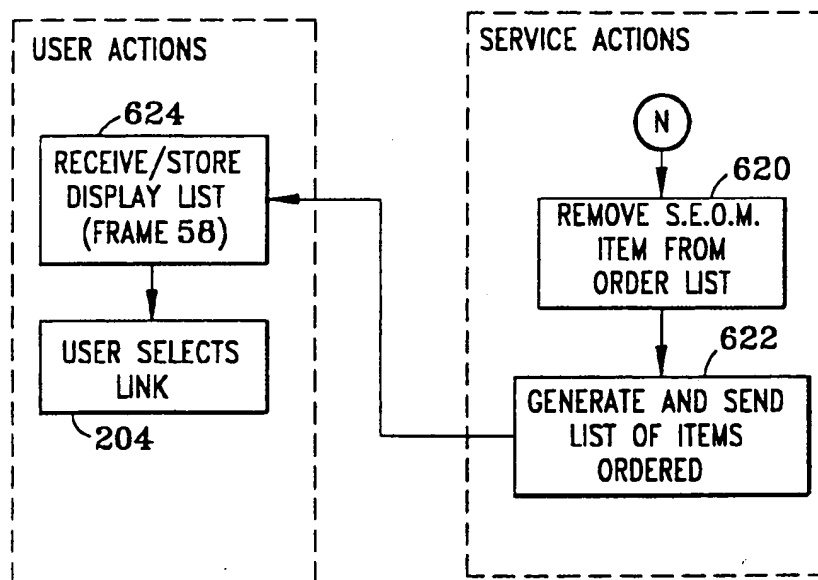 USER ACTIONS
624
RECEIVE/STORE
DISPLAY LIST
(FRAME 58)
USER SELECTS
LINK
204
SERVICE ACTIONS
N
620
REMOVE S.E.O.M.
ITEM FROM
ORDER LIST
622
GENERATE AND SEND
LIST OF ITEMS
ORDERED